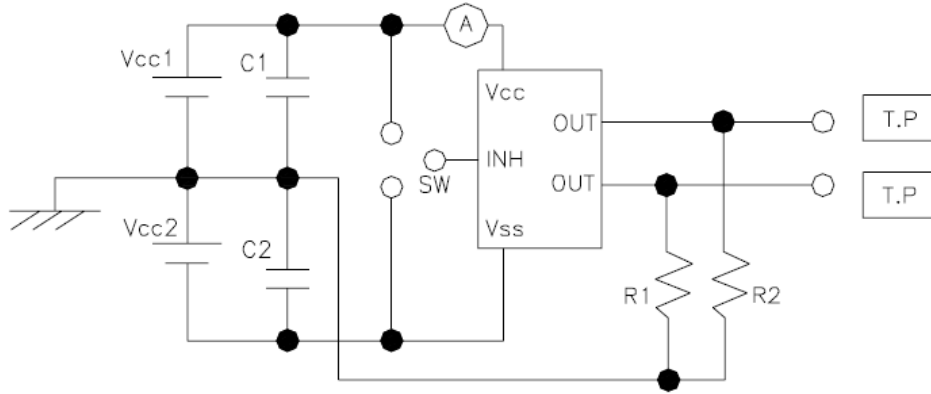 A
Vcc1
C1
Vcc
OUT
T.P
INH
SW
OUT
T.P
Vcc2
C2
Vss
R1
R2